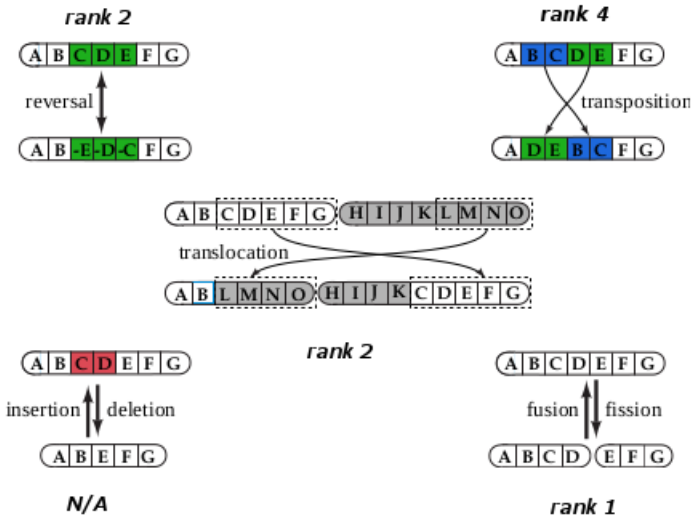 rank 2
rank 4
A B C D E F G
A B C D E F G
reversal
transposition
A B -E -D -C F G
A D E B C F G
A B C D E F G H I J K L M N O
translocation
A B L M N O H I J K C D E F G
rank 2
A B C D E F G
A B C D E F G
insertion deletion
fusion fission
A B E F G
A B C D E F G
N/A
rank 1